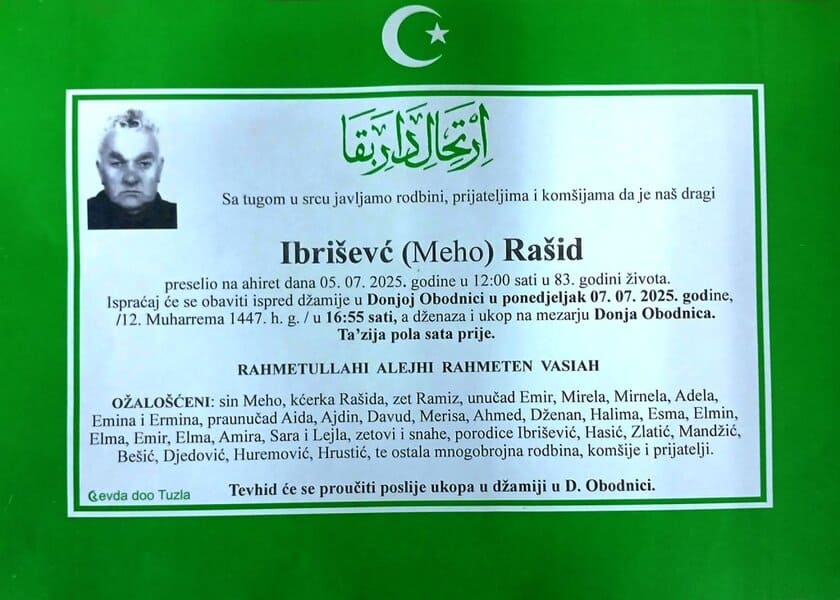 اِرْتِحَالِ دَارِ بَقَا
Sa tugom u srcu javljamo rodbini, prijateljima i komšijama da je naš dragi
Ibriševć (Meho) Rašid
preselio na ahiret dana 05. 07. 2025. godine u 12:00 sati u 83. godini života.
Ispraćaj će se obaviti ispred džamije u Donjoj Obodnici u ponedjeljak 07. 07. 2025. godine,
/12. Muharrema 1447. h. g. / u 16:55 sati, a dženaza i ukop na mezarju Donja Obodnica.
Ta'zija pola sata prije.
RAHMETULLAHI ALEJHI RAHMETEN VASIAH
OŽALOŠĆENI: sin Meho, kćerka Rašida, zet Ramiz, unučad Emir, Mirela, Mirnela, Adela,
Emina i Ermina, praunučad Aida, Ajdin, Davud, Merisa, Ahmed, Dženan, Halima, Esma, Elmin,
Elma, Emir, Elma, Amira, Sara i Lejla, zetovi i snahe, porodice Ibrišević, Hasić, Zlatić, Mandžić,
Bešić, Djedović, Huremović, Hrustić, te ostala mnogobrojna rodbina, komšije i prijatelji.
Tevhid će se proučiti poslije ukopa u džamiji u D. Obodnici.
Ševda doo Tuzla